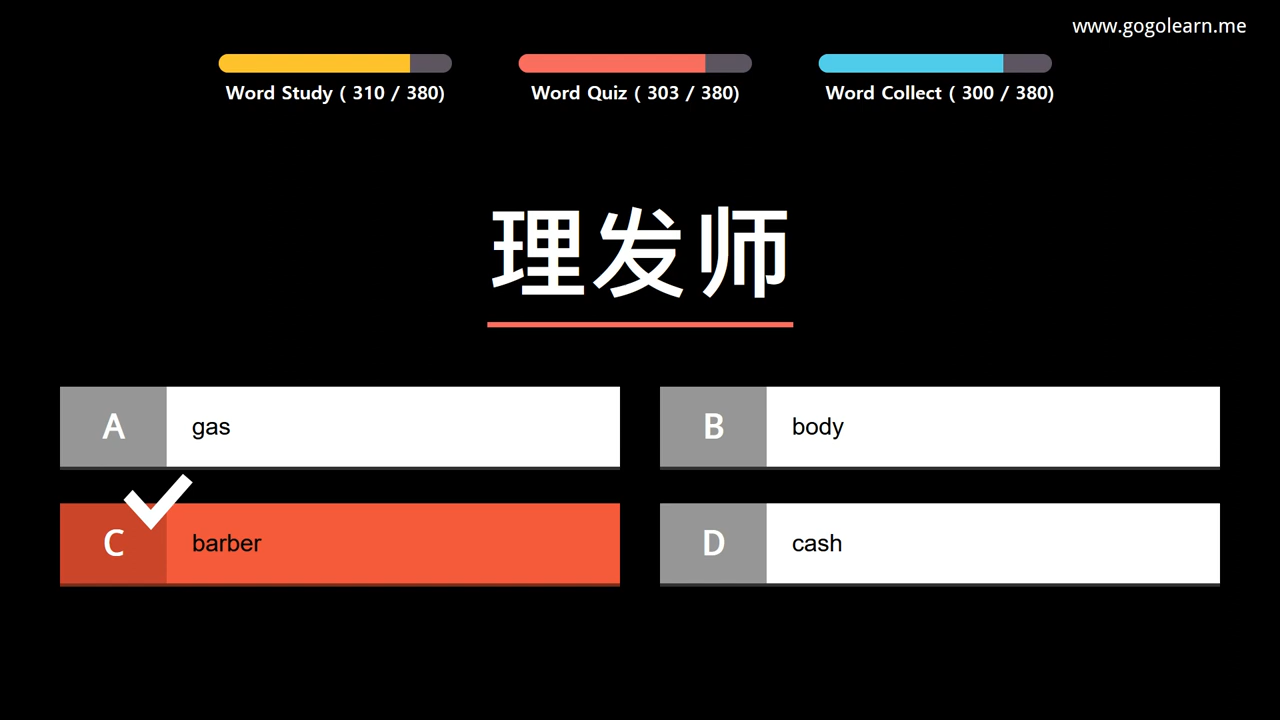 www.gogolearn.me
Word Study ( 310 / 380)
Word Quiz ( 303 / 380)
Word Collect ( 300 / 380)
理发师
A gas
B body
C barber
D cash